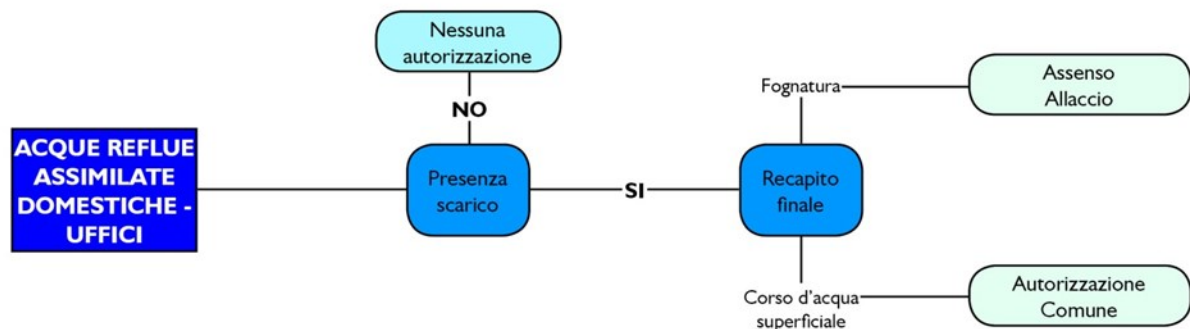 Nessuna
autorizzazione
NO
ACQUE REFLUE
ASSIMILATE
DOMESTICHE -
UFFICI
Presenza
scarico
SI
Recapito
finale
Fognatura
Assenso
Allaccio
Corso d'acqua
superficiale
Autorizzazione
Comune